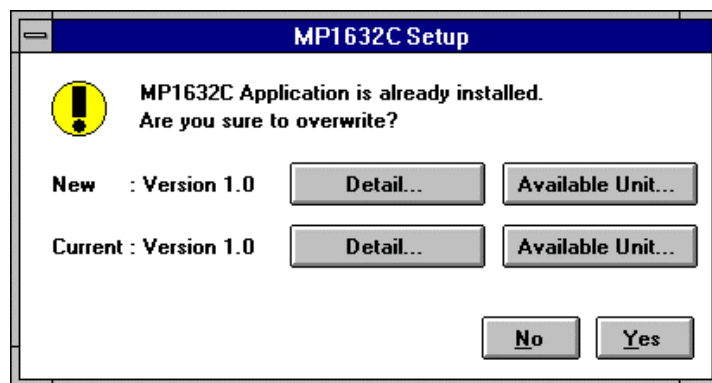 MP1632C Setup
MP1632C Application is already installed.
Are you sure to overwrite?
New : Version 1.0 Detail... Available Unit...
Current : Version 1.0 Detail... Available Unit...
No Yes